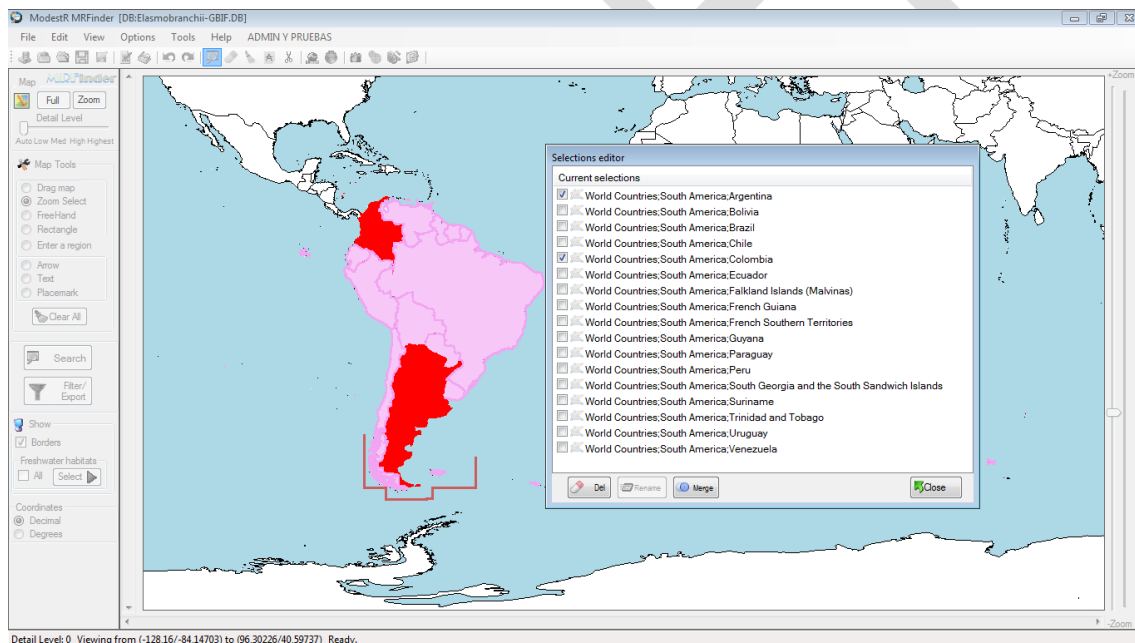 ModestR MRFinder [DB:Elasmobranchii-GBIF.DB]
File Edit View Options Tools Help ADMIN Y PRUEBAS
Map MRFinder
Full Zoom
Detail Level
Auto Low Med High Highest
Map Tools
Drag map
Zoom Select
FreeHand
Rectangle
Enter a region
Arrow
Text
Placemark
Clear All
Search
Filter/
Export
Show
Borders
Freshwater habitats
All Select
Coordinates
Decimal
Degrees
+Zoom
Selections editor
Current selections
World Countries;South America;Argentina
World Countries;South America;Bolivia
World Countries;South America;Brazil
World Countries;South America;Chile
World Countries;South America;Colombia
World Countries;South America;Ecuador
World Countries;South America;Falkland Islands (Malvinas)
World Countries;South America;French Guiana
World Countries;South America;French Southern Territories
World Countries;South America;Guyana
World Countries;South America;Paraguay
World Countries;South America;Peru
World Countries;South America;South Georgia and the South Sandwich Islands
World Countries;South America;Suriname
World Countries;South America;Trinidad and Tobago
World Countries;South America;Uruguay
World Countries;South America;Venezuela
Del Rename Merge Close
-Zoom
Detail Level: 0 Viewing from (-128.16/-84.14703) to (96.30226/40.59737) Ready.